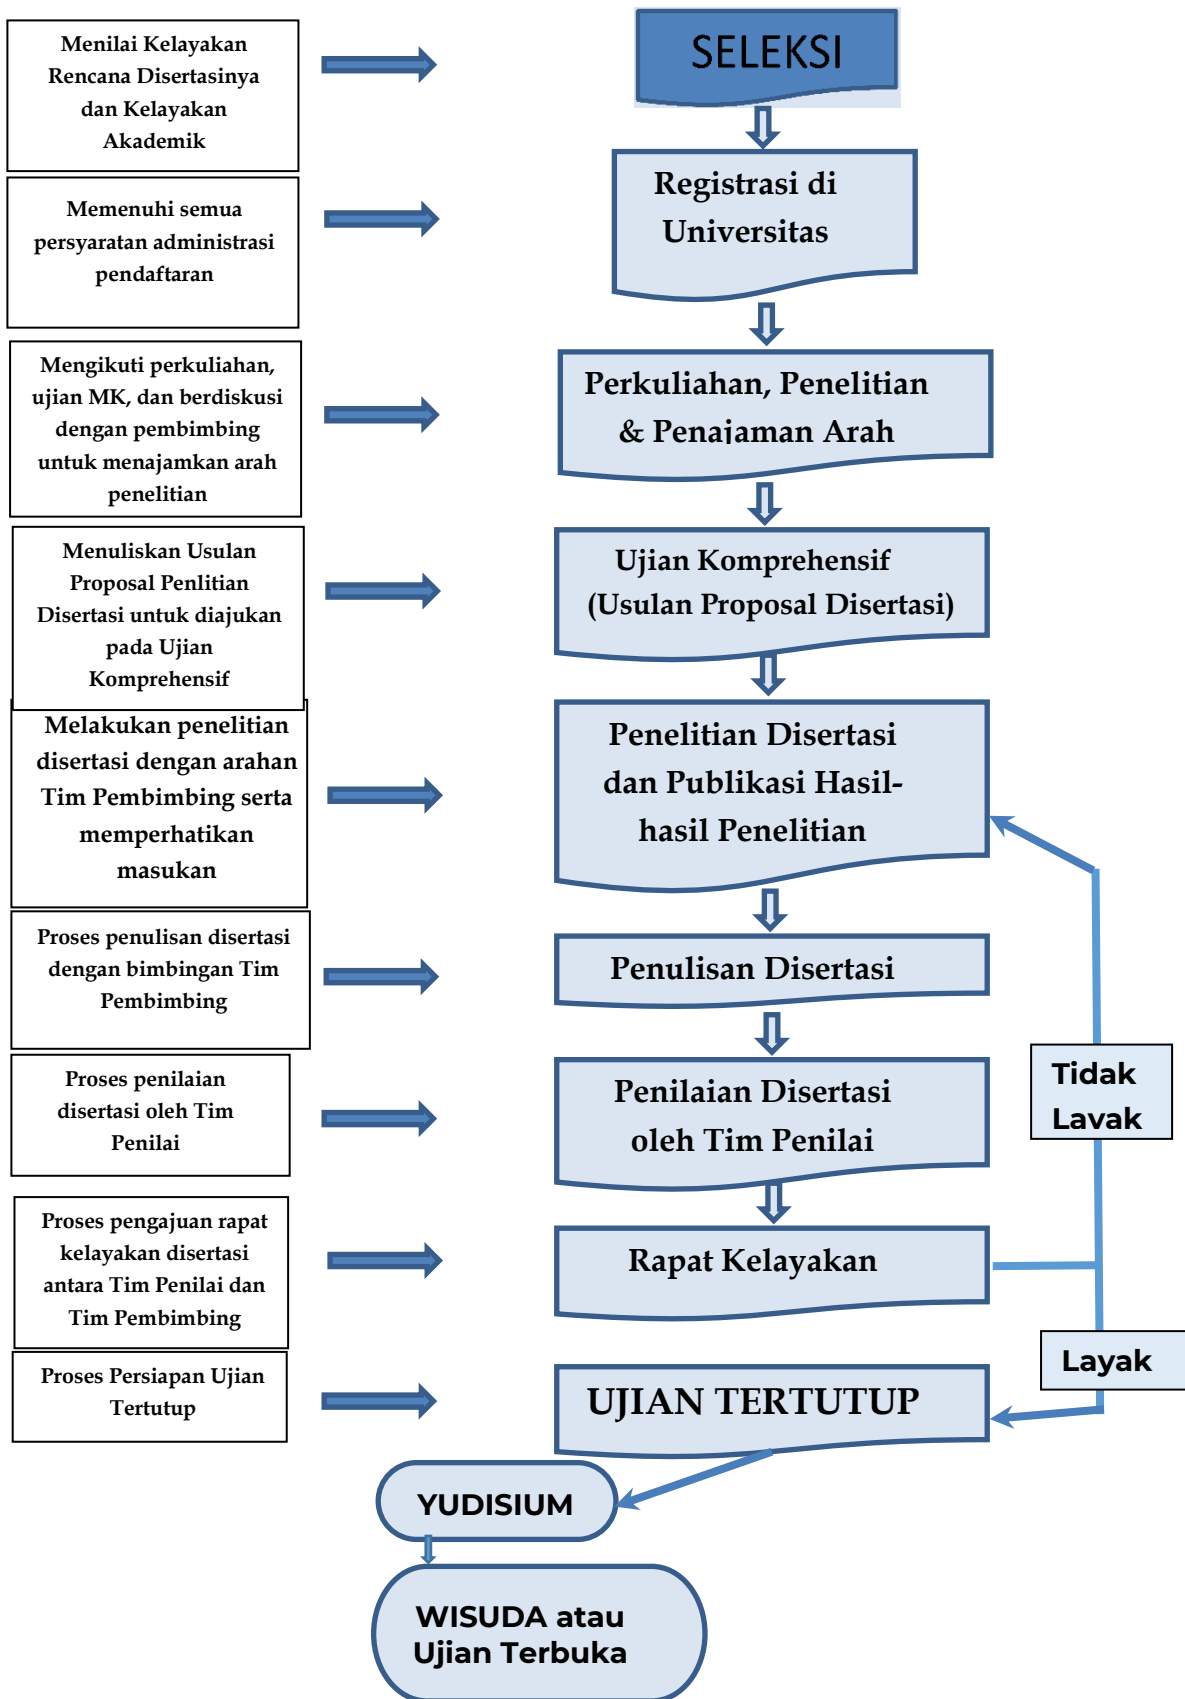 Menilai Kelayakan
Rencana Disertasinya
dan Kelayakan
Akademik
SELEKSI
Memenuhi semua
persyaratan administrasi
pendaftaran
Registrasi di
Universitas
Mengikuti perkuliahan,
ujian MK, dan berdiskusi
dengan pembimbing
untuk menajamkan arah
penelitian
Perkuliahan, Penelitian
& Penajaman Arah
Menuliskan Usulan
Proposal Penlitian
Disertasi untuk diajukan
pada Ujian
Komprehensif
Ujian Komprehensif
(Usulan Proposal Disertasi)
Melakukan penelitian
disertasi dengan arahan
Tim Pembimbing serta
memperhatikan
masukan
Penelitian Disertasi
dan Publikasi Hasil-
hasil Penelitian
Proses penulisan disertasi
dengan bimbingan Tim
Pembimbing
Penulisan Disertasi
Proses penilaian
disertasi oleh Tim
Penilai
Penilaian Disertasi
oleh Tim Penilai
Tidak
Layak
Proses pengajuan rapat
kelayakan disertasi
antara Tim Penilai dan
Tim Pembimbing
Rapat Kelayakan
Layak
Proses Persiapan Ujian
Tertutup
UJIAN TERTUTUP
YUDISIUM
WISUDA atau
Ujian Terbuka